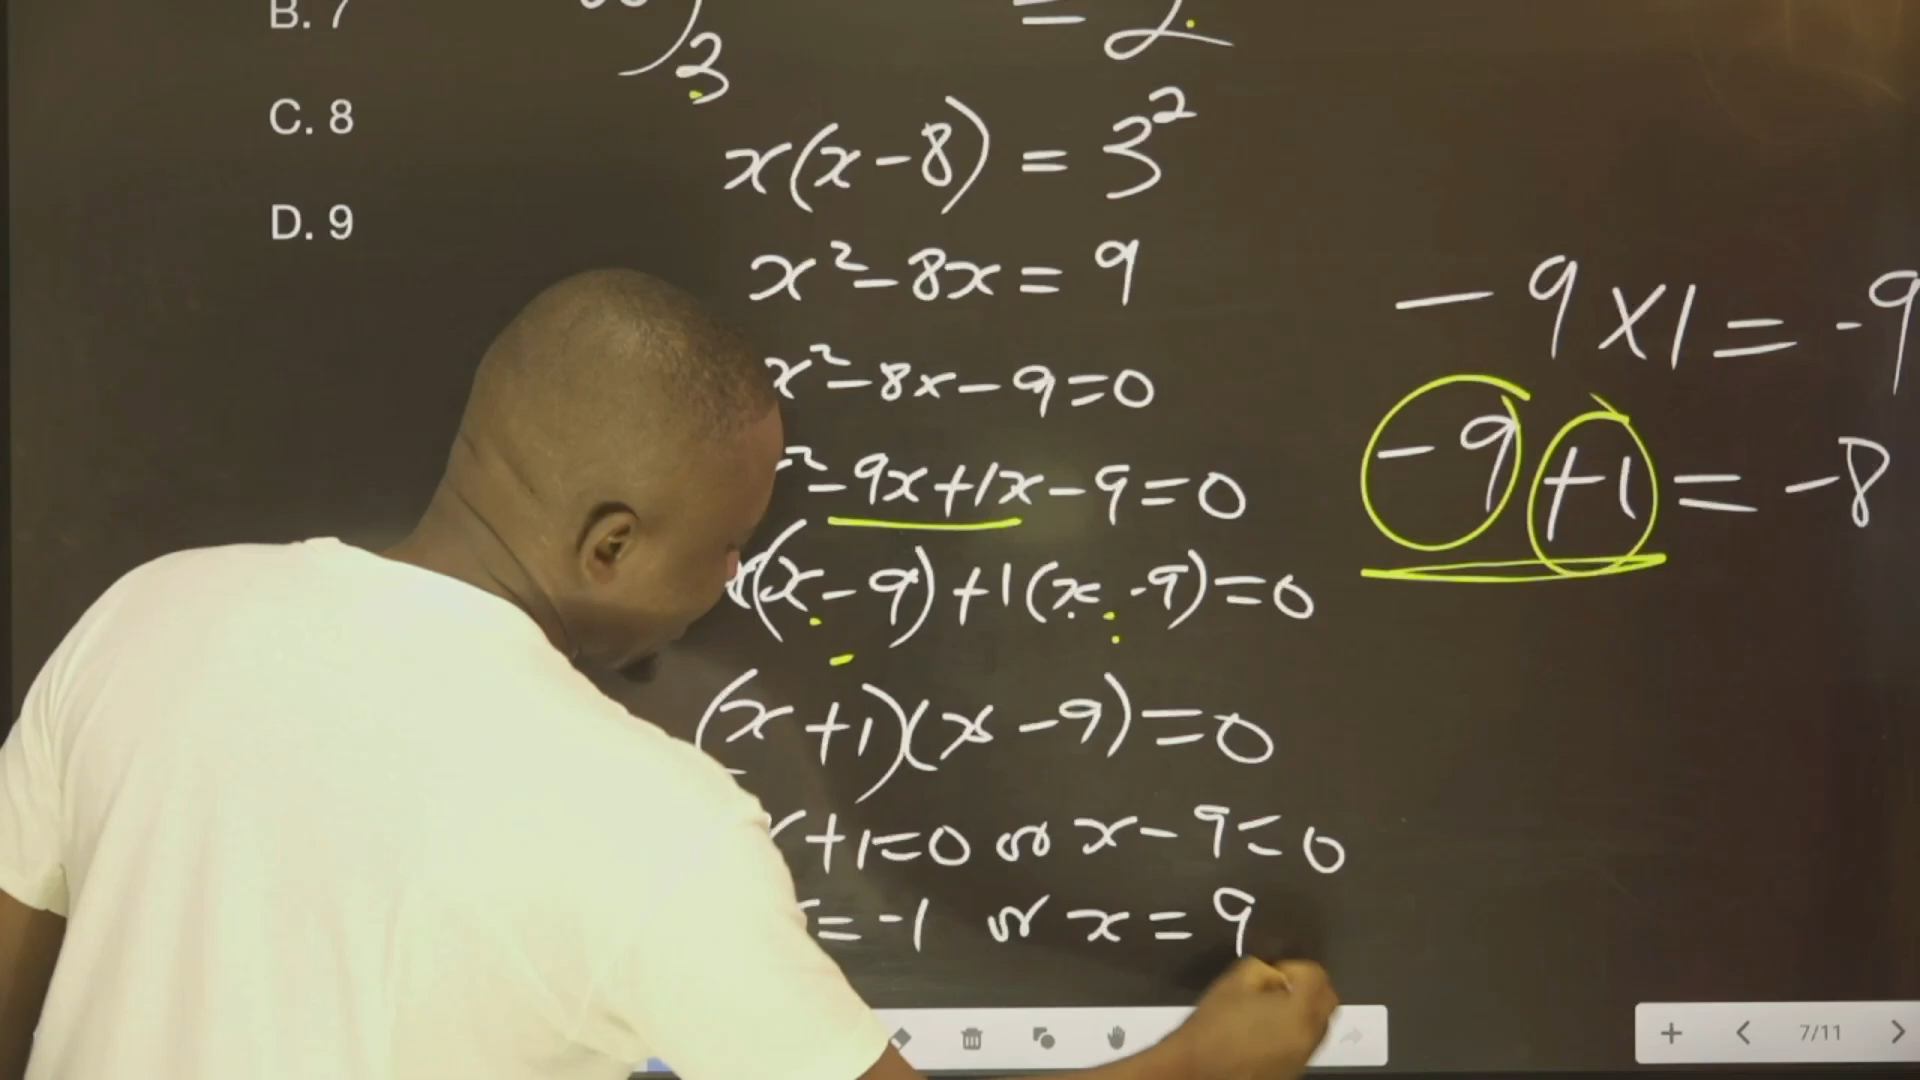 B. 7
= 2
3
C. 8
x(x-8) = 3²
D. 9
x²-8x = 9
-9×1 = -9
x²-8x-9=0
-9+1 = -8
²-9x+1x-9=0
x(x-9)+1(x-9)=0
(x+1)(x-9)=0
x+1=0 or x-9=0
=-1 or x=9
7/11